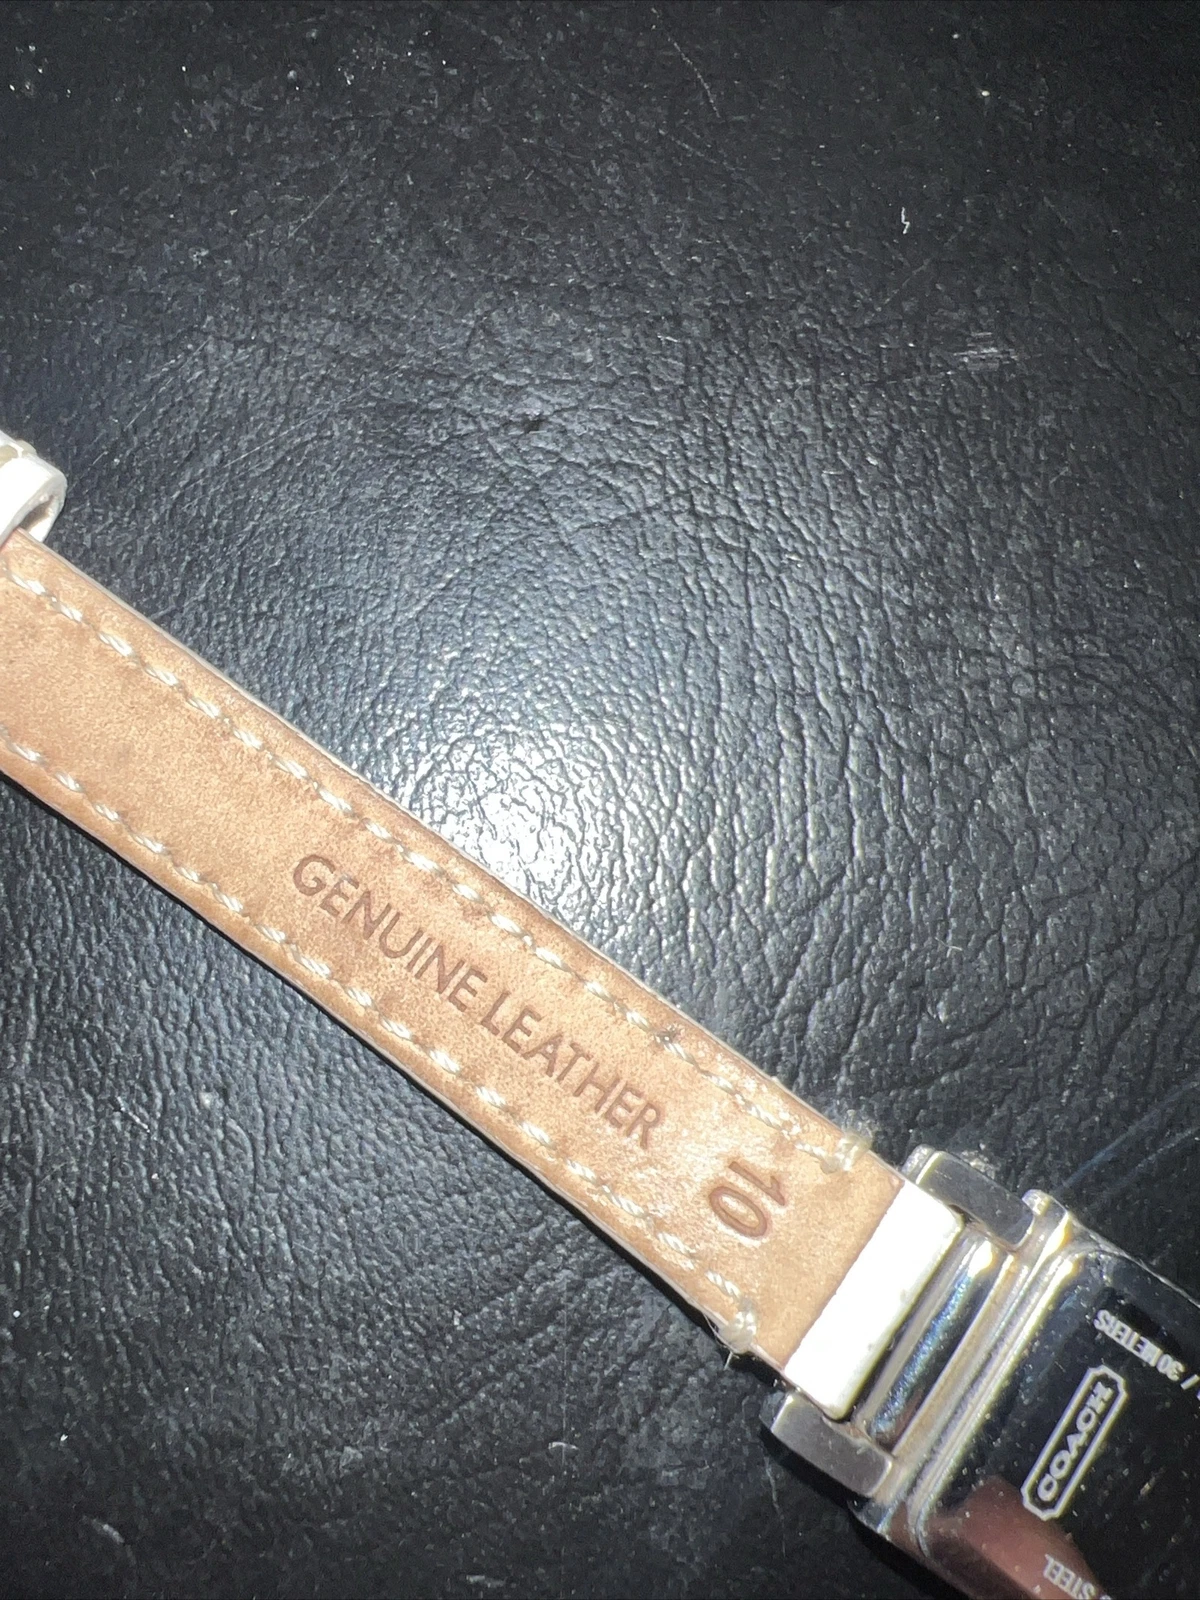 GENUINE LEATHER
10
/ 30 METERS
COACH
STEEL